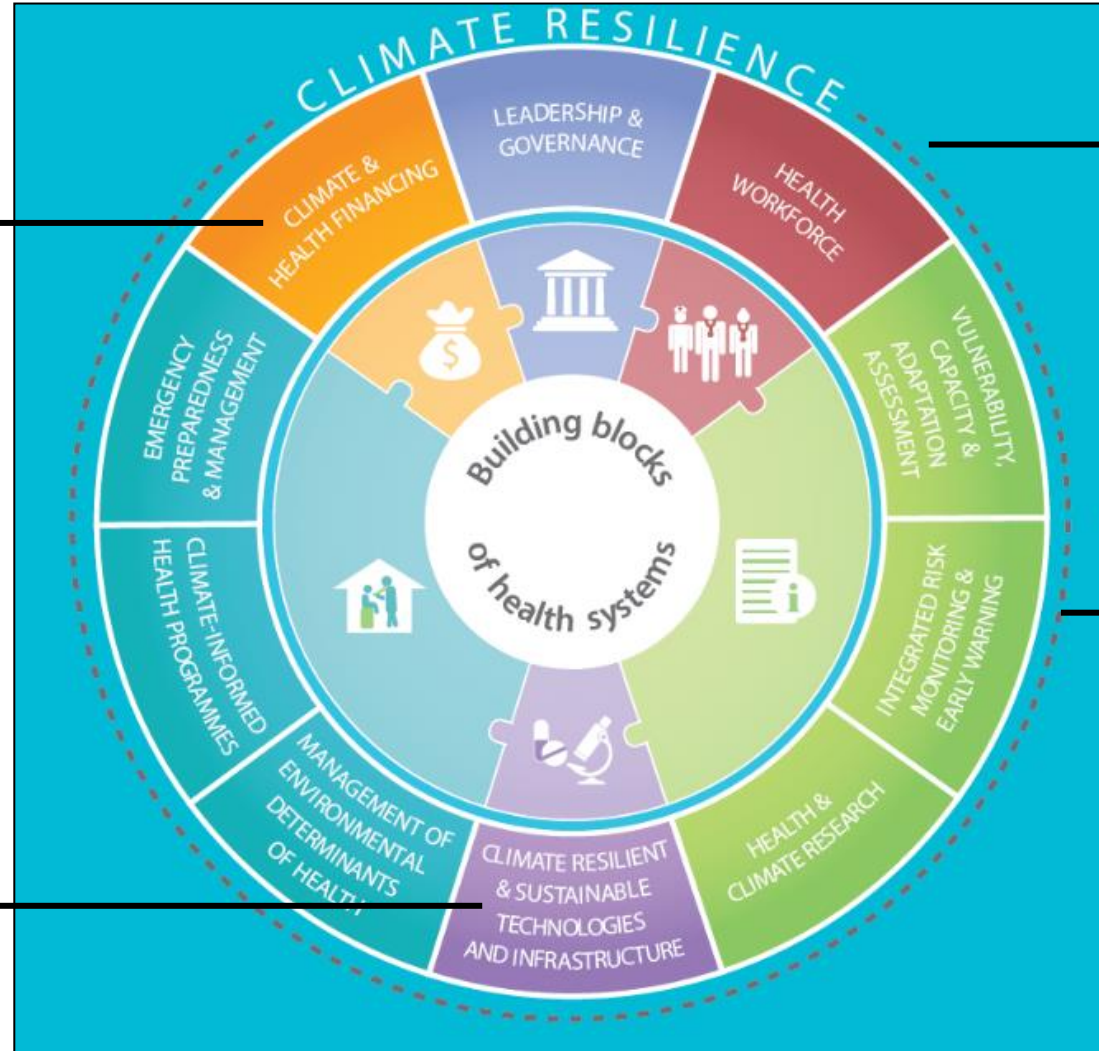 CLIMATE RESILIENCE
LEADERSHIP &
GOVERNANCE
HEALTH
WORKFORCE
VULNERABILITY,
CAPACITY &
ADAPTATION
ASSESSMENT
INTEGRATED RISK
MONITORING &
EARLY WARNING
HEALTH &
CLIMATE RESEARCH
CLIMATE RESILIENT
& SUSTAINABLE
TECHNOLOGIES
AND INFRASTRUCTURE
MANAGEMENT OF
ENVIRONMENTAL
DETERMINANTS
OF HEALTH
CLIMATE-INFORMED
HEALTH PROGRAMMES
EMERGENCY
PREPAREDNESS
& MANAGEMENT
CLIMATE &
HEALTH FINANCING
$
i
Building blocks
of health systems